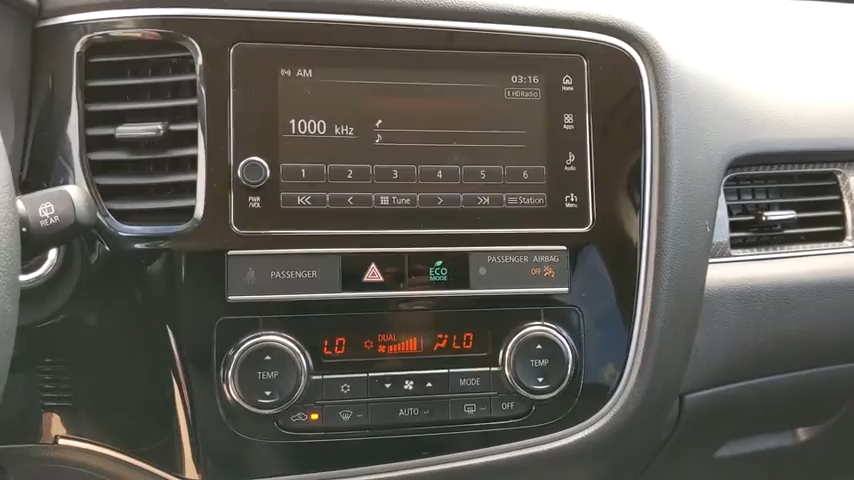 AM 03:16
HD Radio
Home
Apps
1000 kHz
Audio
1 2 3 4 5 6
PWR
/VOL
Tune Station
Menu
REAR
PASSENGER
ECO
MODE
PASSENGER AIRBAG
OFF
LO DUAL LO
TEMP
TEMP
MODE
AUTO OFF